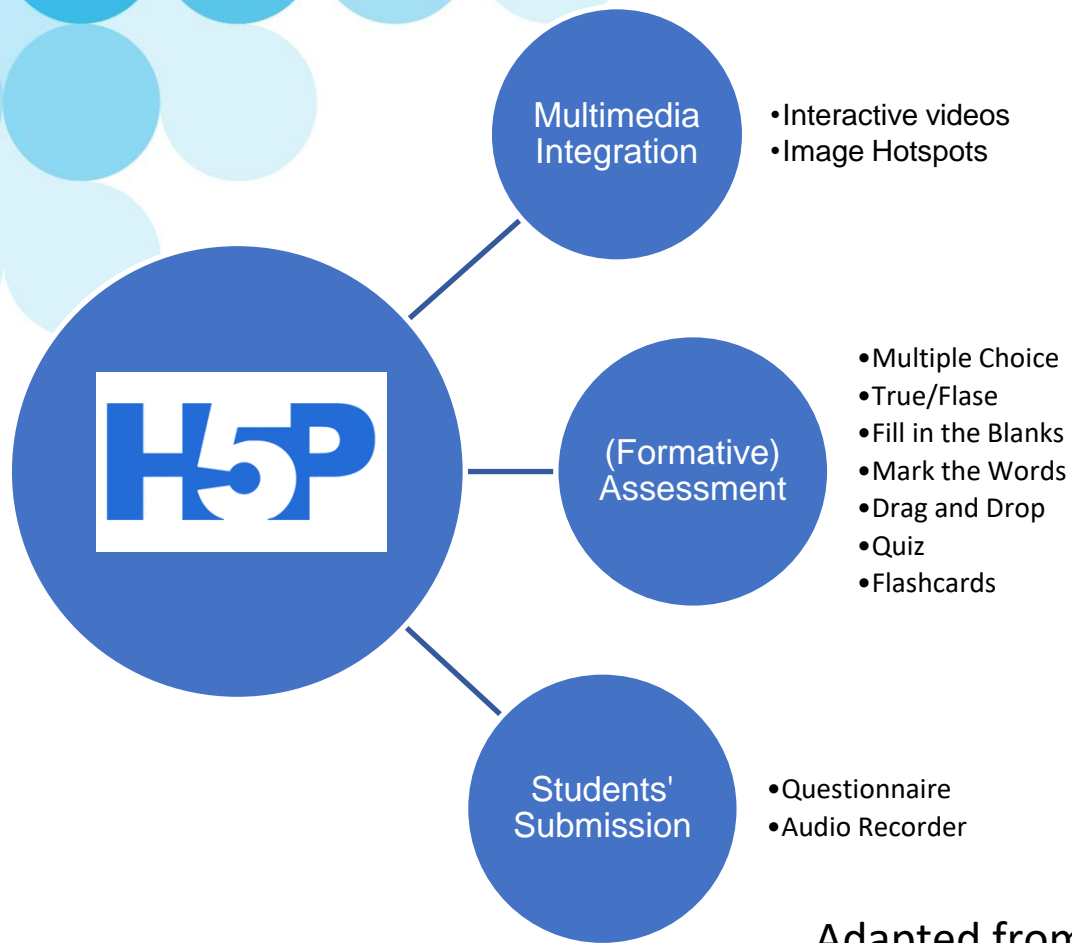 Multimedia
Integration
•Interactive videos
•Image Hotspots
H5P
(Formative)
Assessment
•Multiple Choice
•True/Flase
•Fill in the Blanks
•Mark the Words
•Drag and Drop
•Quiz
•Flashcards
Students'
Submission
•Questionnaire
•Audio Recorder
Adapted from